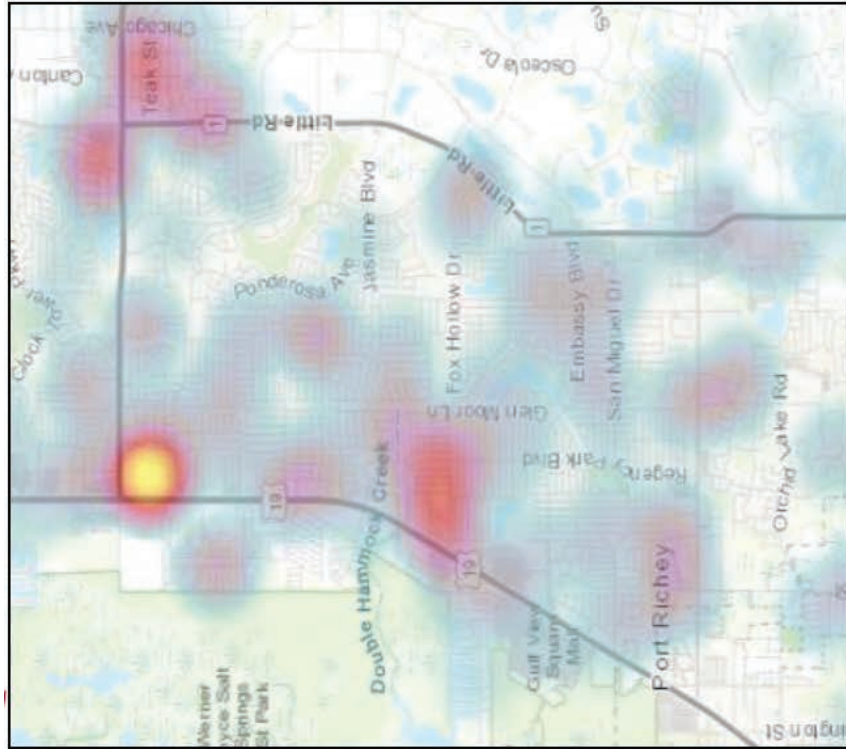 Chicago Ave
Teak St
Canton
Osceola Dr
1
Little Rd
Little Rd
1
Jasmine Blvd
Ponderosa Ave
Fox Hollow Dr
Embassy Blvd
San Miguel Dr
Glen Moor Ln
Regency Park Blvd
Orchid Lake Rd
19
Double Hammock Creek
19
Port Richey
Gulf View
Square
Mall
Werner
Salt
Springs
St Park
ington St